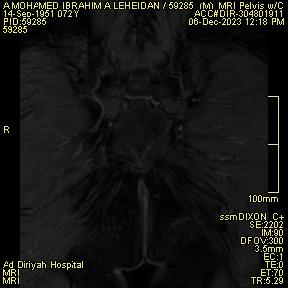 A MOHAMED IBRAHIM A LEHEIDAN / 59285 (M) MRI Pelvis w/C
14-Sep-1951 072Y
ACC#DIR-304801911
PID:59285
06-Dec-2023 12:18 PM
59285
R
100mm
ssmDIXON_C+
SE:2202
IM:90
DFOV:300
3.5mm
Ad Diriyah Hospital
EC:1
MRI
TE:0
ET:70
MRI
TR:5.29